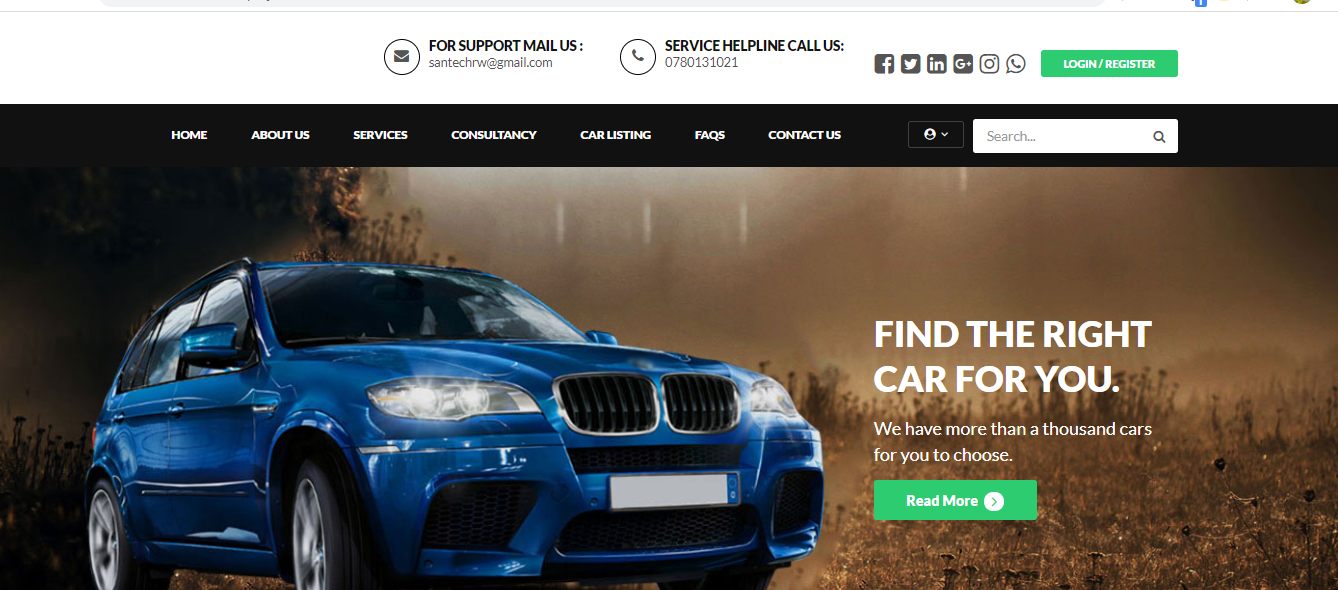 FOR SUPPORT MAIL US :
santechrw@gmail.com
SERVICE HELPLINE CALL US:
0780131021
LOGIN / REGISTER
HOME
ABOUT US
SERVICES
CONSULTANCY
CAR LISTING
FAQS
CONTACT US
Search...
FIND THE RIGHT
CAR FOR YOU.
We have more than a thousand cars
for you to choose.
Read More